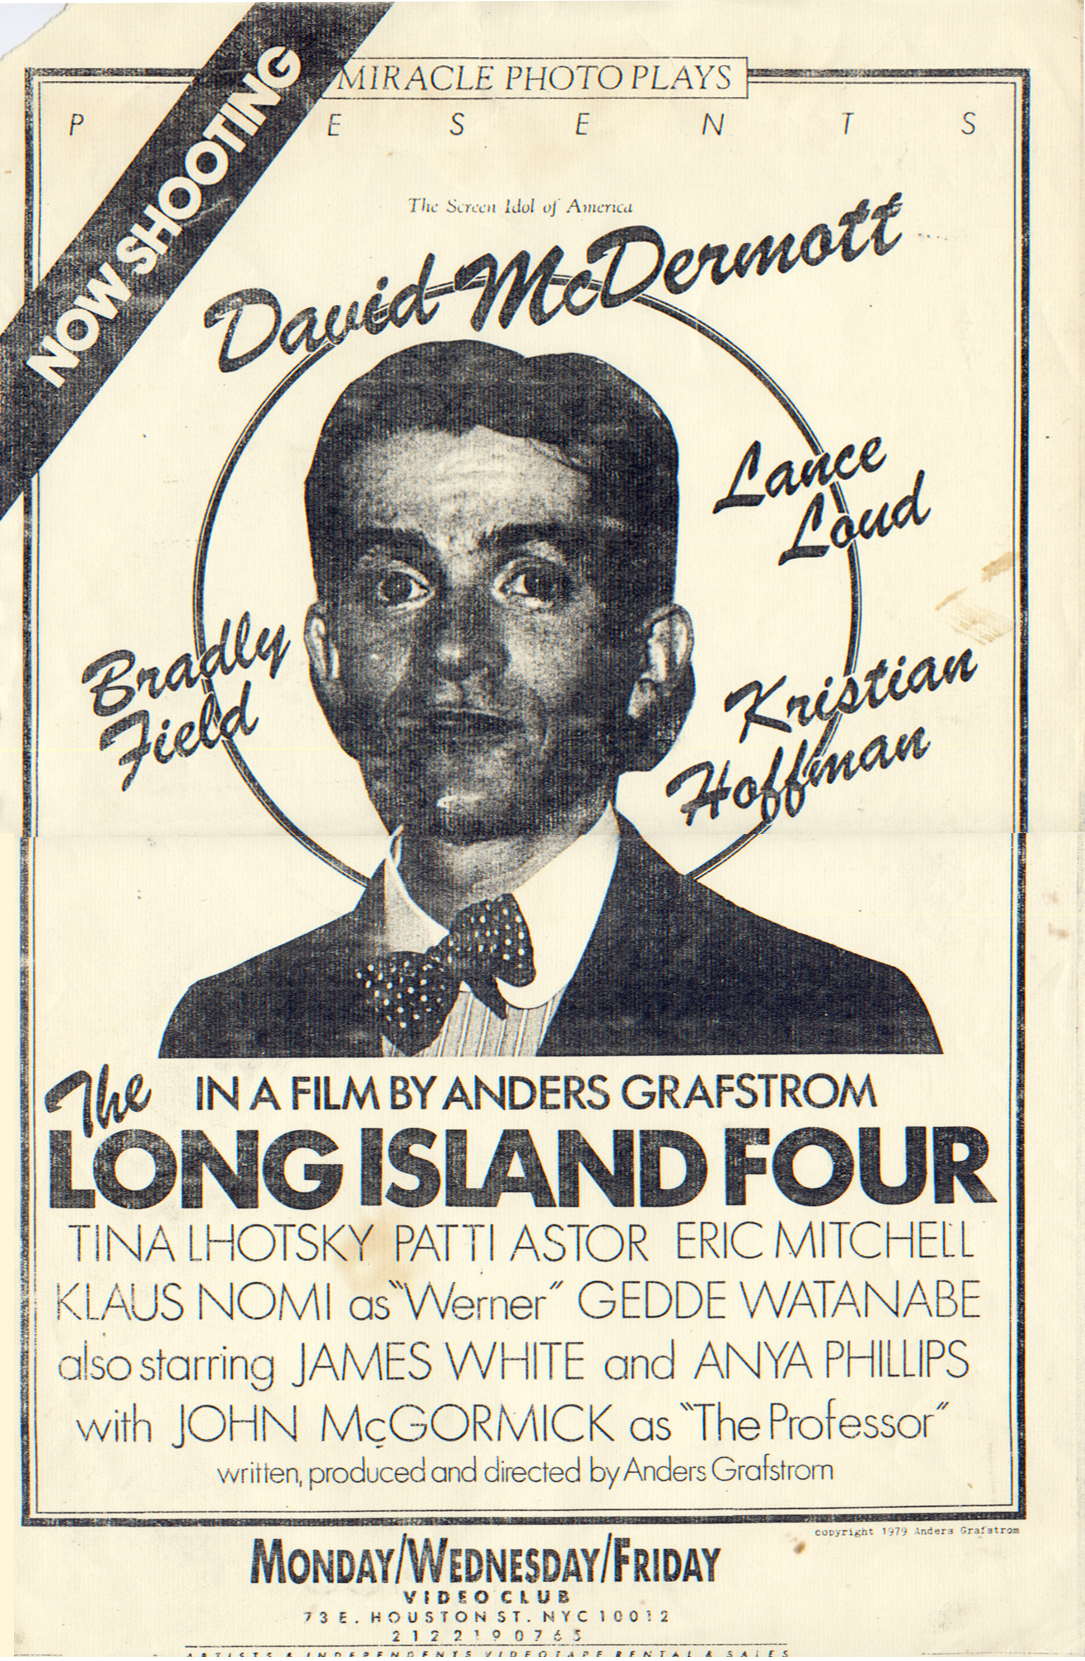 NOW SHOOTING
MIRACLE PHOTO PLAYS
P ESENTS
The Screen Idol of America
David McDermott
Lance
Loud
Bradly
Field
Kristian
Hoffman
The
IN A FILM BY ANDERS GRAFSTROM
LONG ISLAND FOUR
TINA LHOTSKY PATTI ASTOR ERIC MITCHELL
KLAUS NOMI as "Werner" GEDDE WATANABE
also starring JAMES WHITE and ANYA PHILLIPS
with JOHN McGORMICK as "The Professor"
written, produced and directed by Anders Grafstrom
copyright 1979 Anders Grafstrom
MONDAY/WEDNESDAY/FRIDAY
VIDEO CLUB
73 E. HOUSTON ST. NYC 10012
2122190765
ARTISTS & INDEPENDENTS VIDEOTAPE RENTAL & SALES